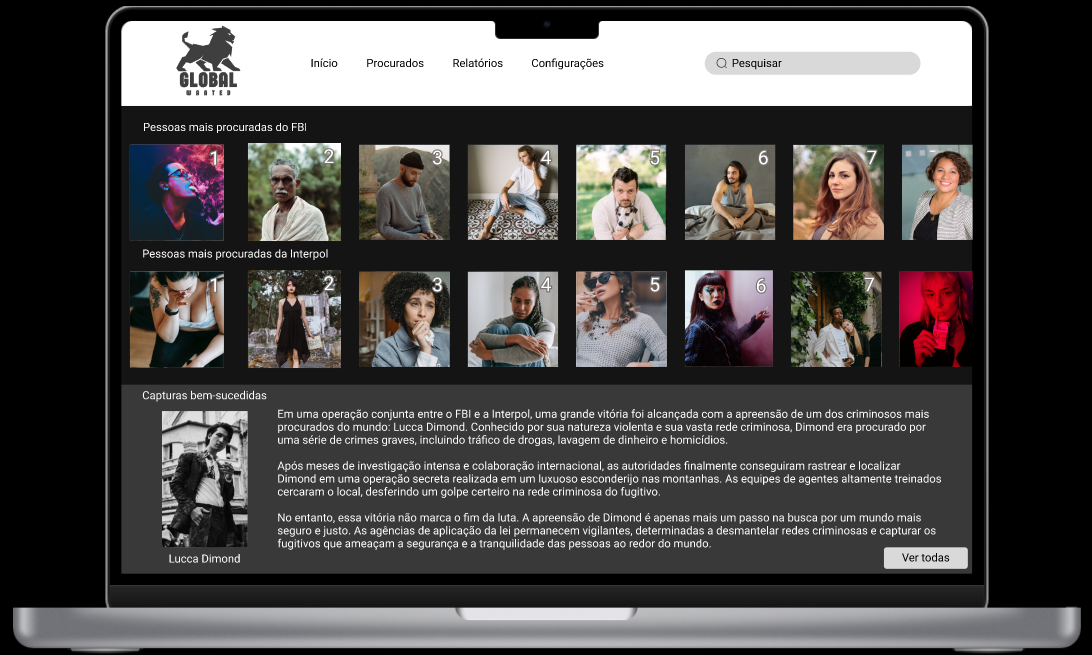 GLOBAL
WANTED
Início Procurados Relatórios Configurações Pesquisar
Pessoas mais procuradas do FBI
1 2 3 4 5 6 7
Pessoas mais procuradas da Interpol
1 2 3 4 5 6 7
Capturas bem-sucedidas
Em uma operação conjunta entre o FBI e a Interpol, uma grande vitória foi alcançada com a apreensão de um dos criminosos mais
procurados do mundo: Lucca Dimond. Conhecido por sua natureza violenta e sua vasta rede criminosa, Dimond era procurado por
uma série de crimes graves, incluindo tráfico de drogas, lavagem de dinheiro e homicídios.
Após meses de investigação intensa e colaboração internacional, as autoridades finalmente conseguiram rastrear e localizar
Dimond em uma operação secreta realizada em um luxuoso esconderijo nas montanhas. As equipes de agentes altamente treinados
cercaram o local, desferindo um golpe certeiro na rede criminosa do fugitivo.
No entanto, essa vitória não marca o fim da luta. A apreensão de Dimond é apenas mais um passo na busca por um mundo mais
seguro e justo. As agências de aplicação da lei permanecem vigilantes, determinadas a desmantelar redes criminosas e capturar os
fugitivos que ameaçam a segurança e a tranquilidade das pessoas ao redor do mundo.
Lucca Dimond
Ver todas